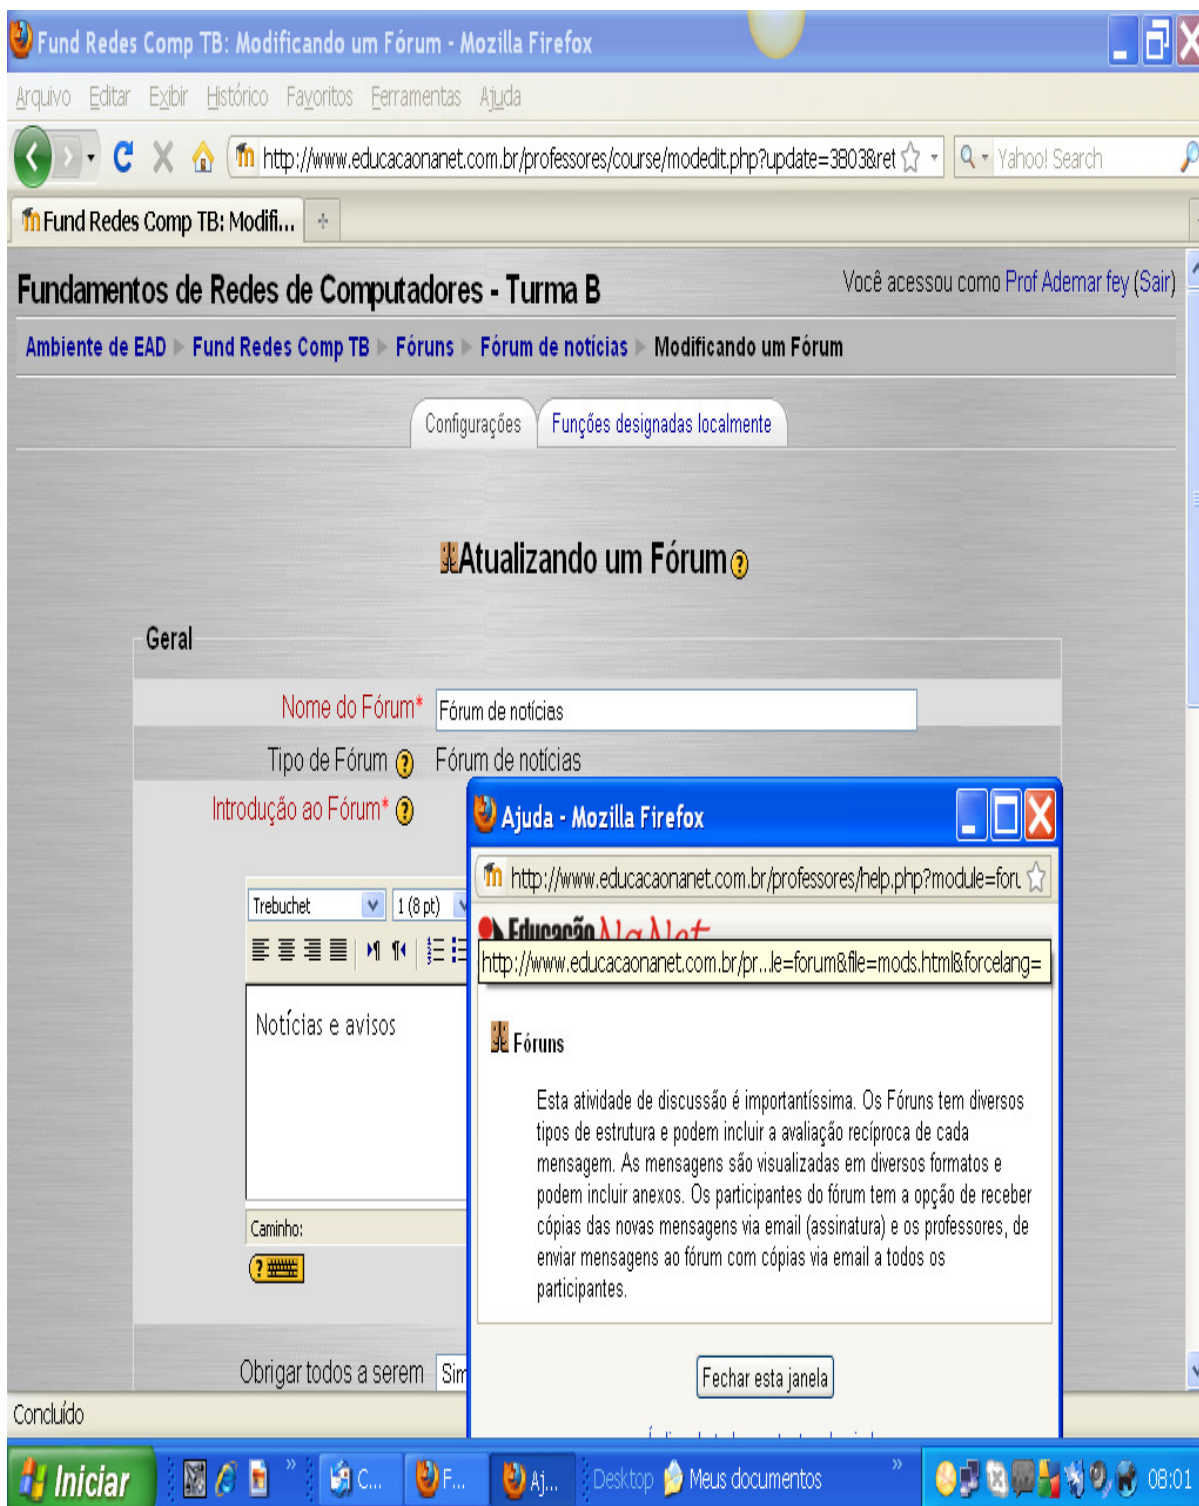 Fund Redes Comp TB: Modificando um Fórum - Mozilla Firefox
Arquivo Editar Exibir Histórico Favoritos Ferramentas Ajuda
http://www.educacaonanet.com.br/professores/course/modedit.php?update=3803&ret
Yahoo! Search
Fund Redes Comp TB: Modifi...
Fundamentos de Redes de Computadores - Turma B
Você acessou como Prof Ademar fey (Sair)
Ambiente de EAD Fund Redes Comp TB Fóruns Fórum de notícias Modificando um Fórum
Configurações Funções designadas localmente
Atualizando um Fórum
Geral
Nome do Fórum* Fórum de notícias
Tipo de Fórum Fórum de notícias
Introdução ao Fórum*
Trebuchet 1 (8 pt)
Notícias e avisos
Caminho:
Obrigar todos a serem Sim
Ajuda - Mozilla Firefox
http://www.educacaonanet.com.br/professores/help.php?module=foru
Educação NaNet
http://www.educacaonanet.com.br/pr...le=forum&file=mods.html&forcelang=
Fóruns
Esta atividade de discussão é importantíssima. Os Fóruns tem diversos
tipos de estrutura e podem incluir a avaliação recíproca de cada
mensagem. As mensagens são visualizadas em diversos formatos e
podem incluir anexos. Os participantes do fórum tem a opção de receber
cópias das novas mensagens via email (assinatura) e os professores, de
enviar mensagens ao fórum com cópias via email a todos os
participantes.
Fechar esta janela
Concluído
Iniciar C... F... Aj... Desktop Meus documentos 08:01